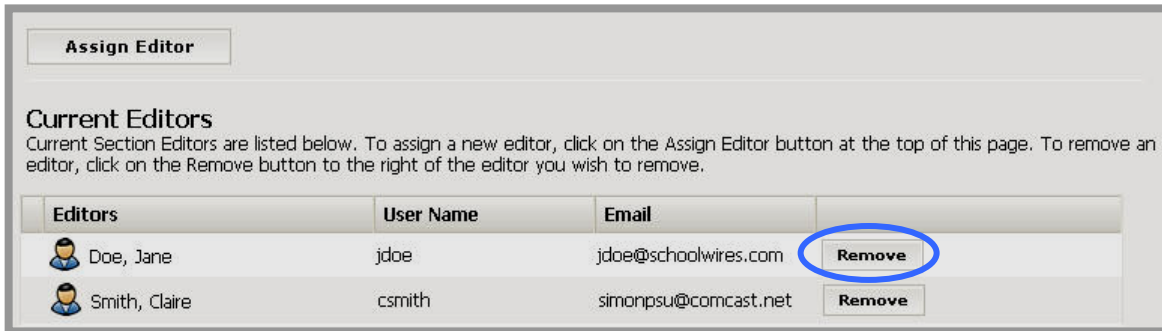 Assign Editor
Current Editors
Current Section Editors are listed below. To assign a new editor, click on the Assign Editor button at the top of this page. To remove an
editor, click on the Remove button to the right of the editor you wish to remove.
Editors User Name Email
Doe, Jane jdoe jdoe@schoolwires.com Remove
Smith, Claire csmith simonpsu@comcast.net Remove